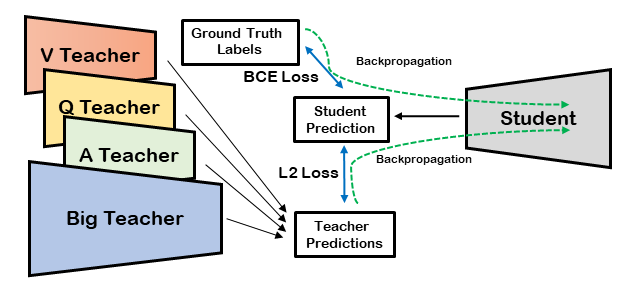 V Teacher
Q Teacher
A Teacher
Big Teacher
Ground Truth
Labels
BCE Loss
Backpropagation
Student
Prediction
Student
L2 Loss
Backpropagation
Teacher
Predictions